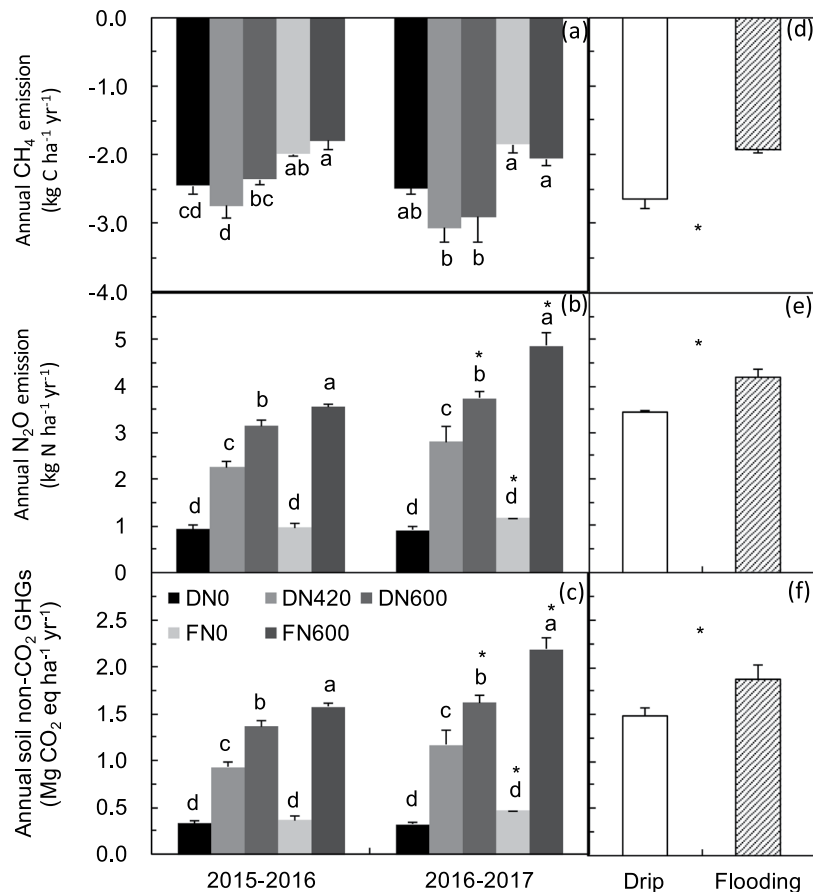 Annual CH₄ emission
(kg C ha⁻¹ yr⁻¹)
0.0
-1.0
-2.0
-3.0
-4.0
(a)
cd
d
bc
ab
a
ab
b
b
a
a
(d)
*
Annual N₂O emission
(kg N ha⁻¹ yr⁻¹)
5
4
3
2
1
0
(b)
d
c
b
d
a
d
c
*
b
*
d
*
a
(e)
*
Annual soil non-CO₂ GHGs
(Mg CO₂ eq ha⁻¹ yr⁻¹)
2.5
2.0
1.5
1.0
0.5
0.0
(c)
DN0 DN420 DN600
FN0 FN600
d
c
b
d
a
d
c
*
b
*
d
*
a
(f)
*
2015-2016 2016-2017
Drip Flooding